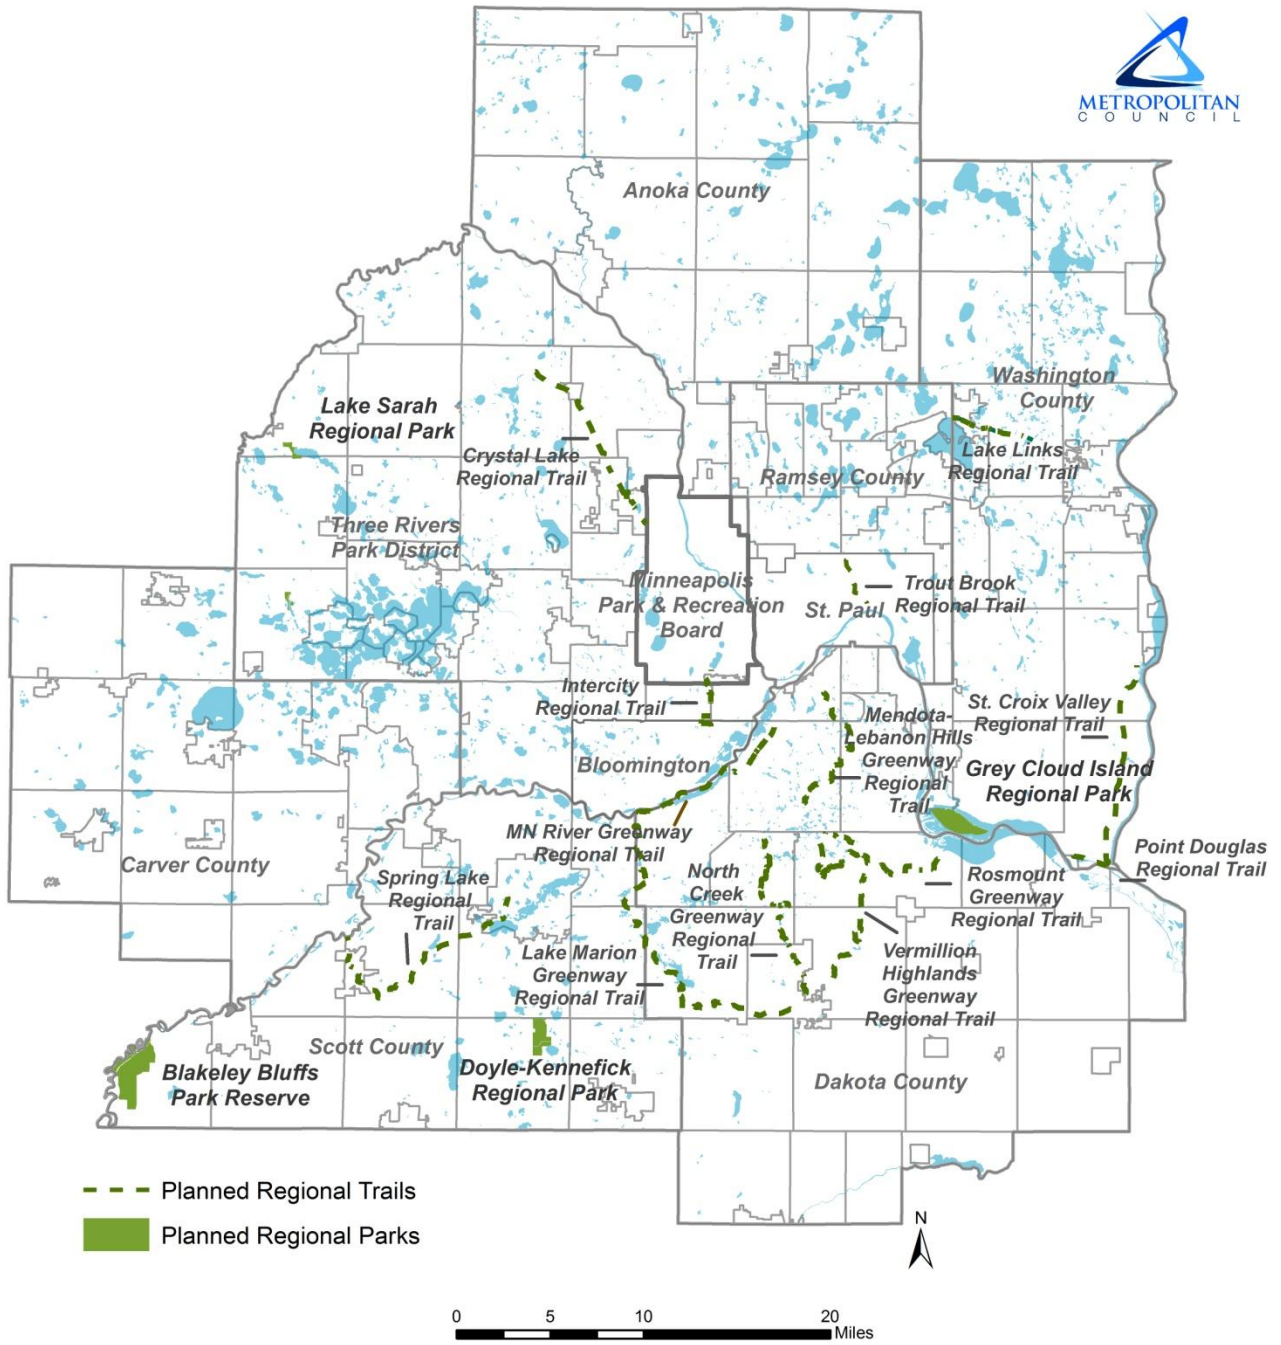 METROPOLITAN
COUNCIL
Anoka County
Washington
County
Lake Sarah
Regional Park
Crystal Lake
Regional Trail
Lake Links
Regional Trail
Ramsey County
Three Rivers
Park District
Minneapolis
Park & Recreation
Board
St. Paul
Trout Brook
Regional Trail
Intercity
Regional Trail
St. Croix Valley
Regional Trail
Mendota-
Lebanon Hills
Greenway
Regional
Trail
Bloomington
Grey Cloud Island
Regional Park
MN River Greenway
Regional Trail
Point Douglas
Regional Trail
Carver County
Spring Lake
Regional
Trail
North
Creek
Greenway
Regional
Trail
Rosmount
Greenway
Regional Trail
Lake Marion
Greenway
Regional Trail
Vermillion
Highlands
Greenway
Regional Trail
Scott County
Blakeley Bluffs
Park Reserve
Doyle-Kennefick
Regional Park
Dakota County
Planned Regional Trails
Planned Regional Parks
N
0 5 10 20
Miles